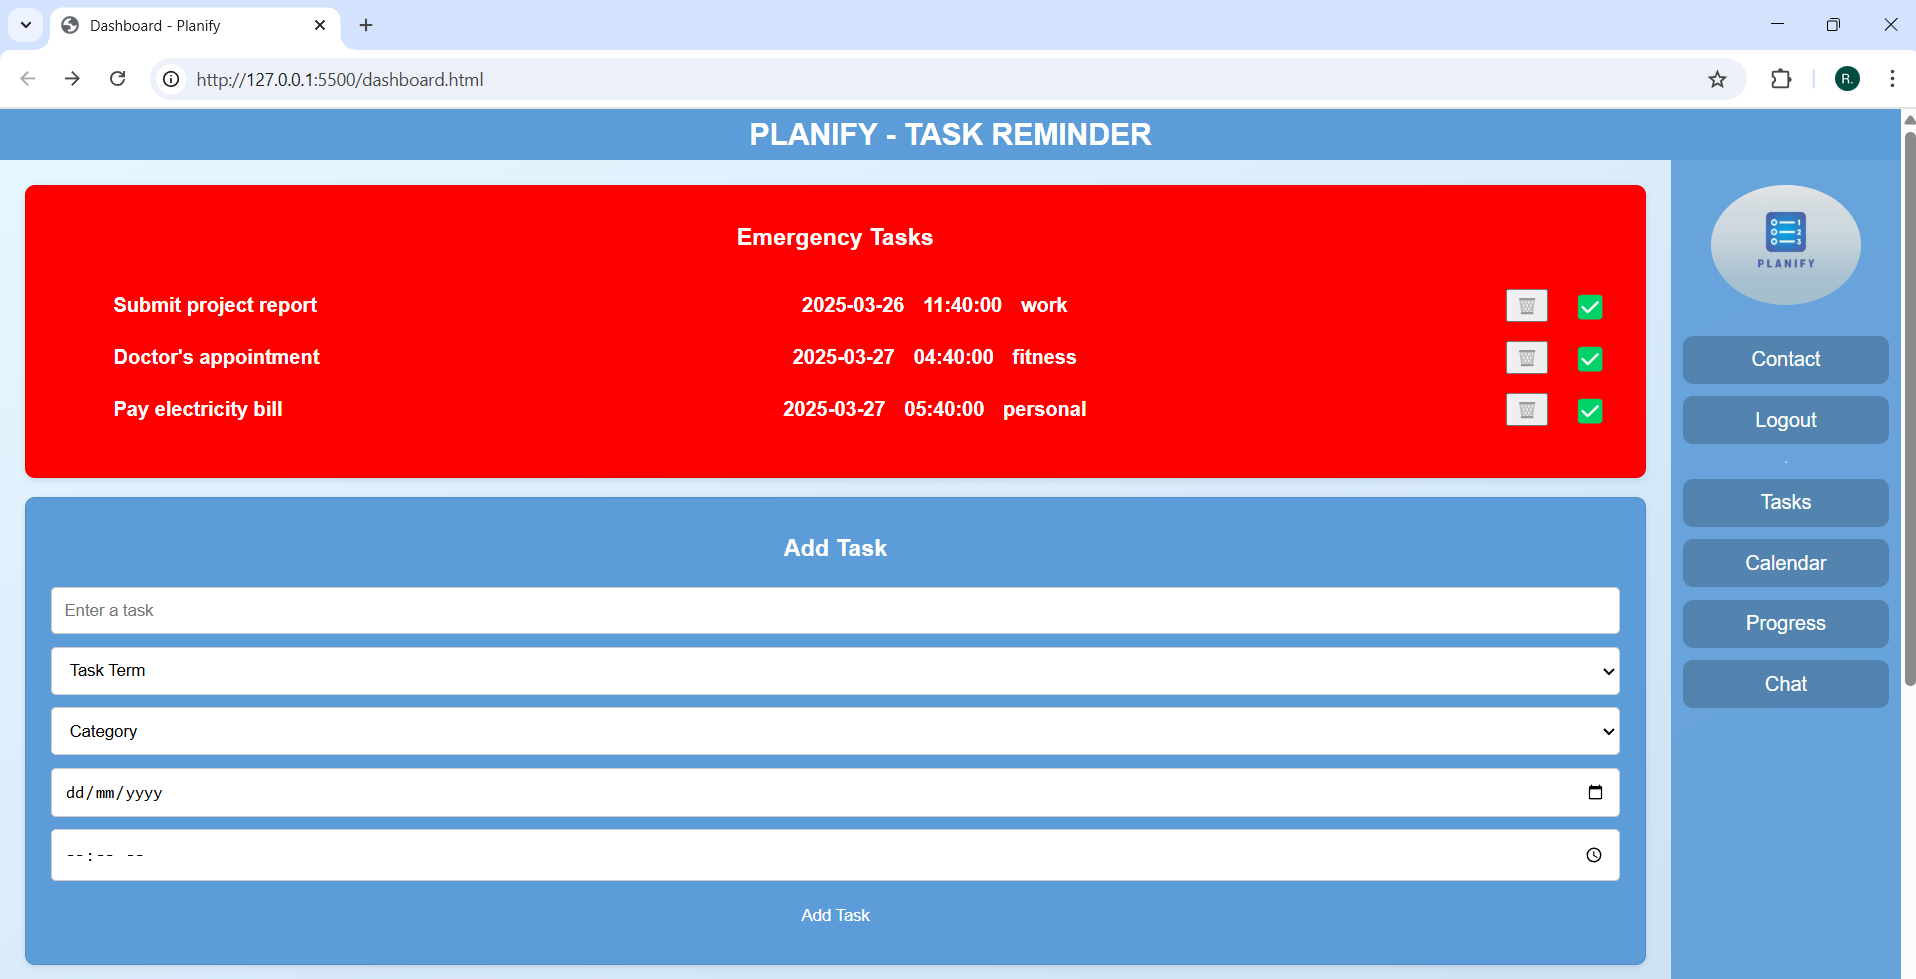 Dashboard - Planify
http://127.0.0.1:5500/dashboard.html
R.
PLANIFY - TASK REMINDER
Emergency Tasks
Submit project report 2025-03-26 11:40:00 work
Doctor's appointment 2025-03-27 04:40:00 fitness
Pay electricity bill 2025-03-27 05:40:00 personal
Add Task
Enter a task
Task Term
Category
dd/mm/yyyy
--:-- --
Add Task
1
2
3
PLANIFY
Contact
Logout
.
Tasks
Calendar
Progress
Chat